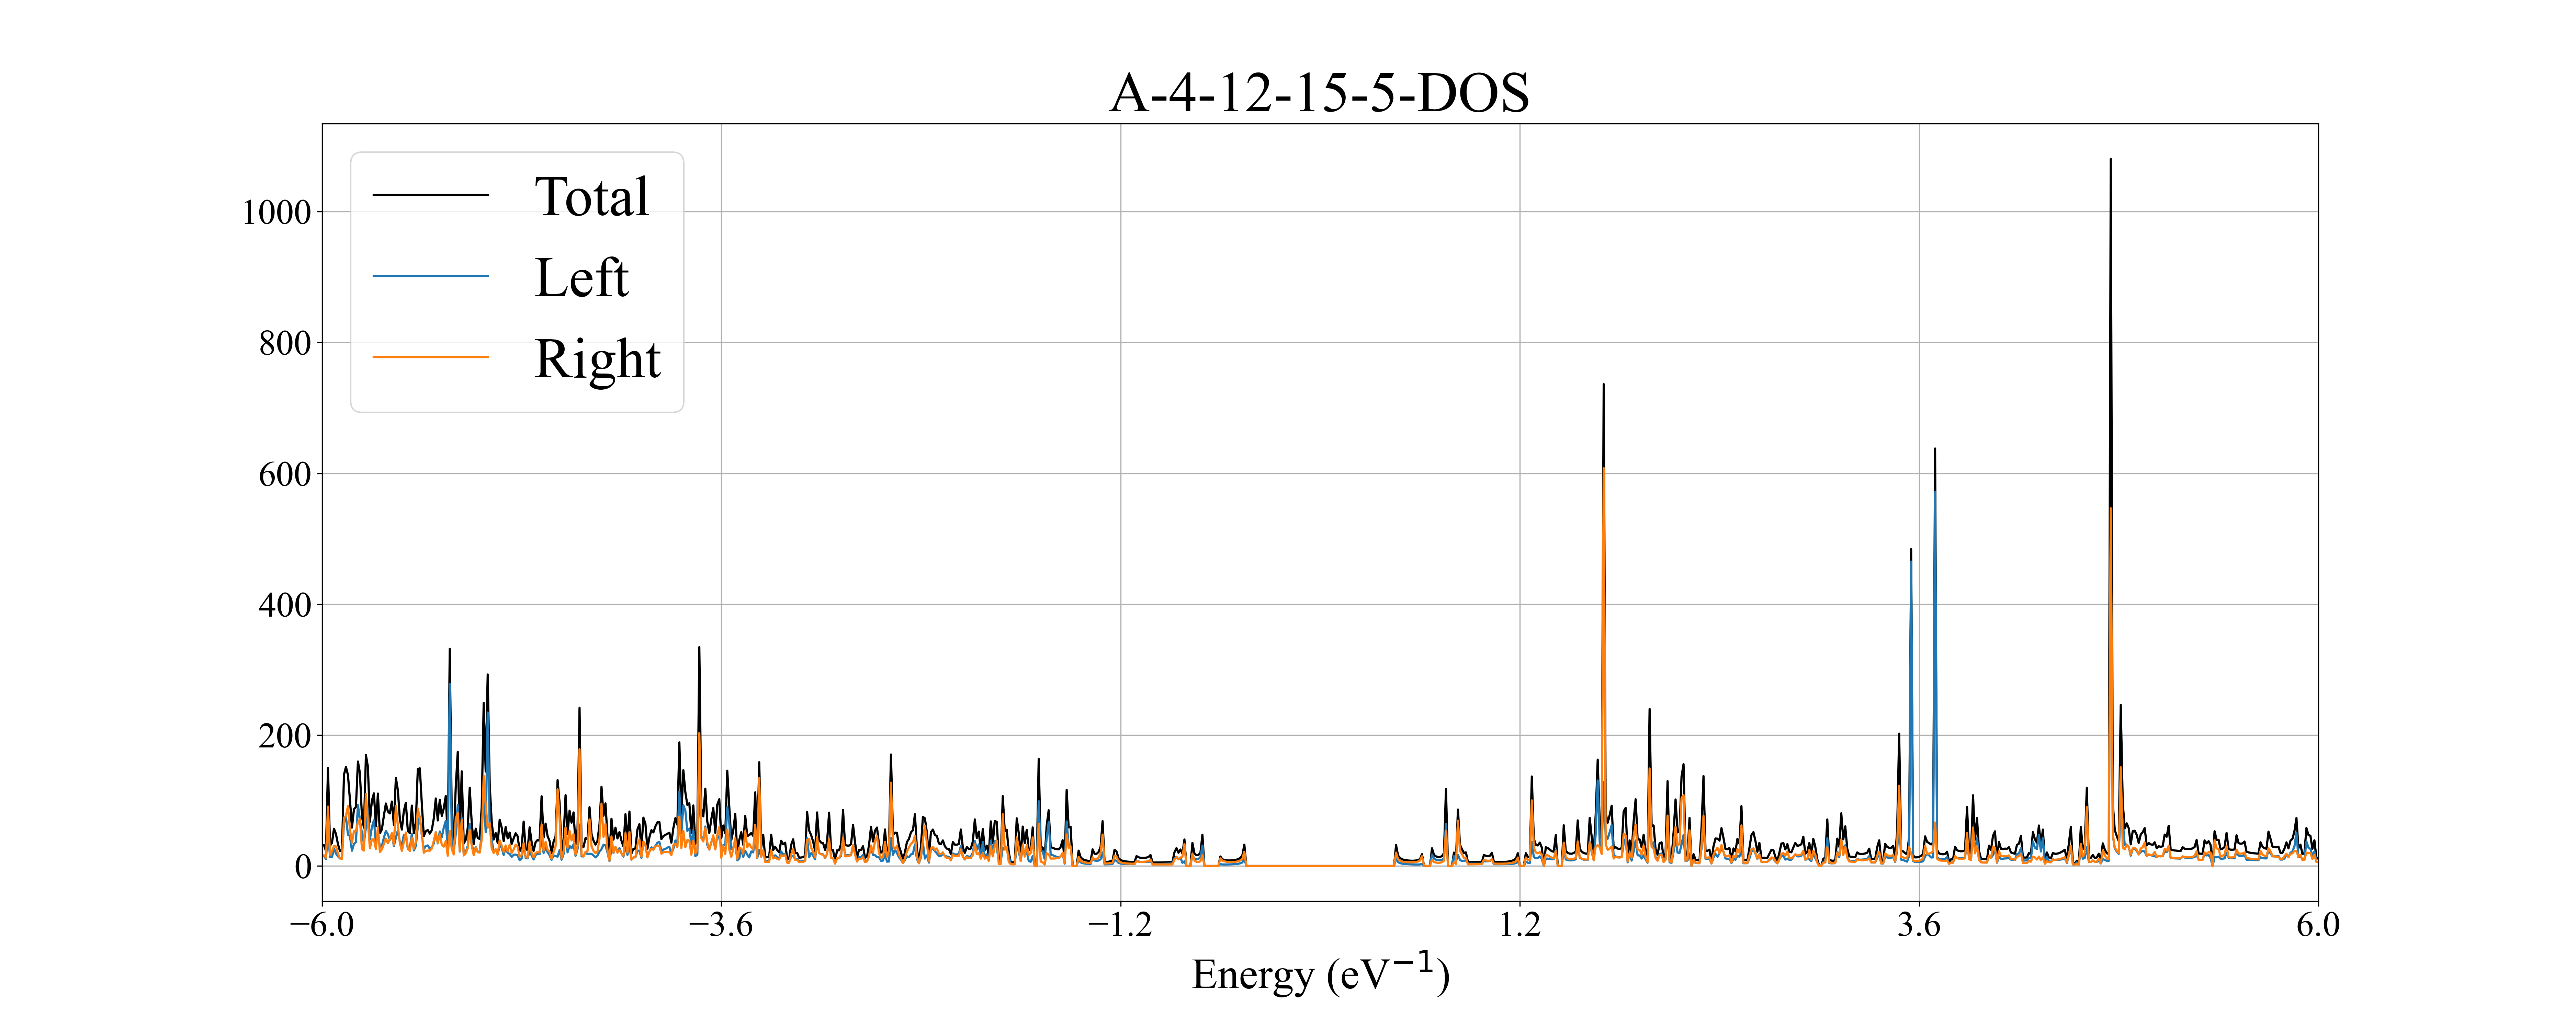 A-4-12-15-5-DOS
Total
Left
Right
1000
800
600
400
200
0
−6.0 −3.6 −1.2 1.2 3.6 6.0
Energy (eV⁻¹)